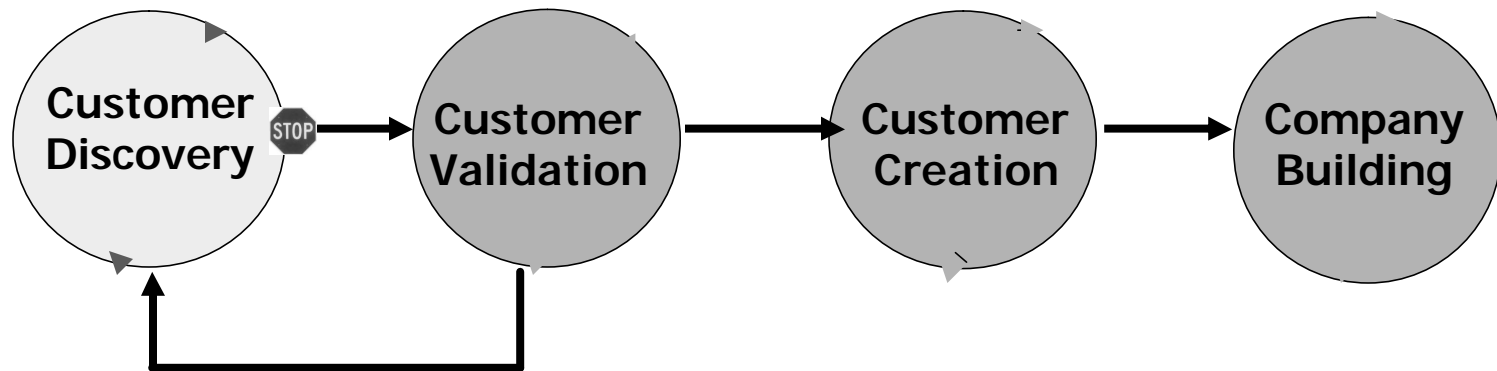 Customer
Discovery
STOP
Customer
Validation
Customer
Creation
Company
Building